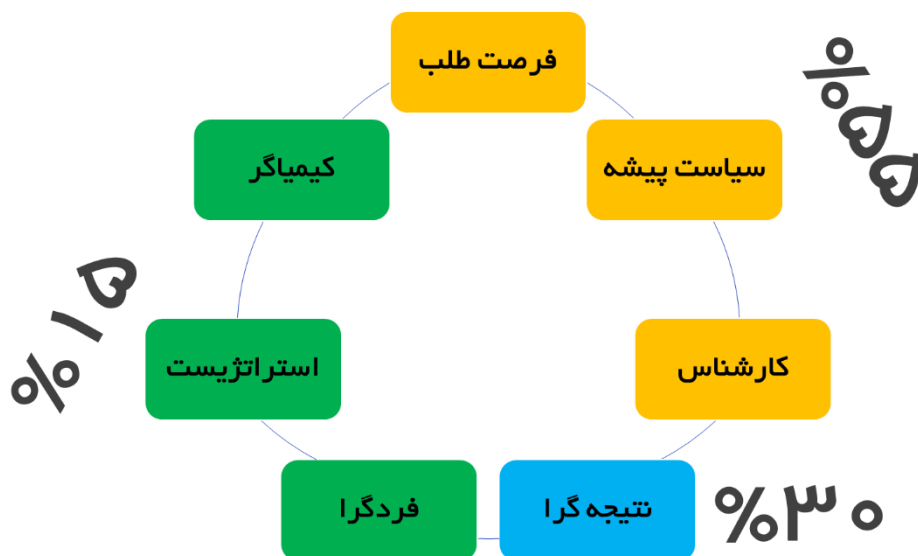 فرصت طلب
سیاست پیشه
%۵۵
کارشناس
نتیجه گرا
%۳۰
فردگرا
استراتژیست
%۱۵
کیمیاگر